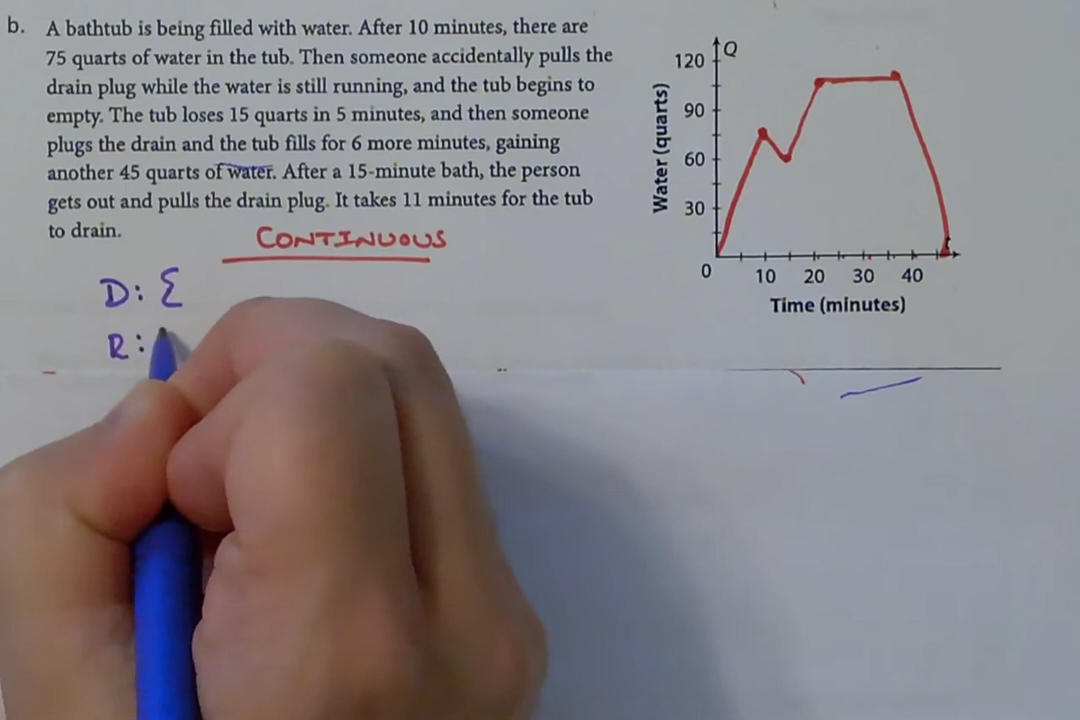 b. A bathtub is being filled with water. After 10 minutes, there are
75 quarts of water in the tub. Then someone accidentally pulls the
drain plug while the water is still running, and the tub begins to
empty. The tub loses 15 quarts in 5 minutes, and then someone
plugs the drain and the tub fills for 6 more minutes, gaining
another 45 quarts of water. After a 15-minute bath, the person
gets out and pulls the drain plug. It takes 11 minutes for the tub
to drain.
CONTINUOUS
D: {
R:
Q
Water (quarts)
120
90
60
30
0 10 20 30 40
t
Time (minutes)